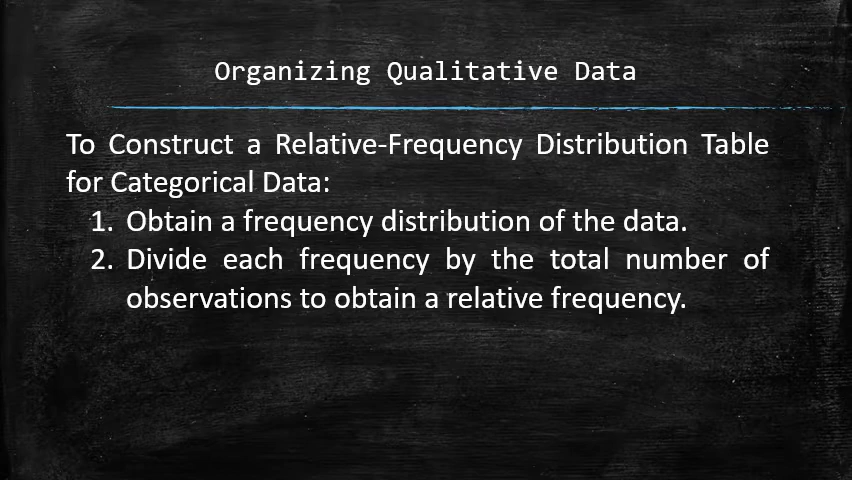 Organizing Qualitative Data
To Construct a Relative-Frequency Distribution Table
for Categorical Data:
1. Obtain a frequency distribution of the data.
2. Divide each frequency by the total number of
observations to obtain a relative frequency.